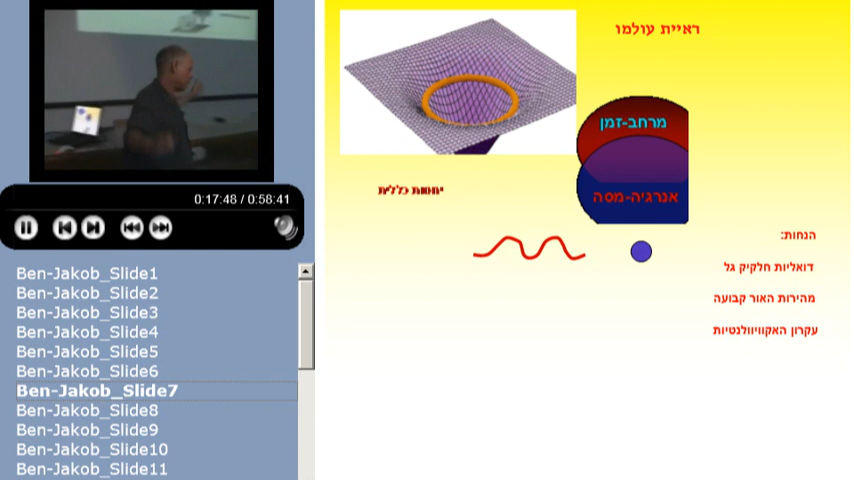 0:17:48 / 0:58:41
Ben-Jakob_Slide1
Ben-Jakob_Slide2
Ben-Jakob_Slide3
Ben-Jakob_Slide4
Ben-Jakob_Slide5
Ben-Jakob_Slide6
Ben-Jakob_Slide7
Ben-Jakob_Slide8
Ben-Jakob_Slide9
Ben-Jakob_Slide10
Ben-Jakob_Slide11
ראיית עולמו
מרחב-זמן
אנרגיה-מסה
יחסות כללית
הנחות:
דואליות חלקיק גל
מהירות האור קבועה
עקרון האקוויוולנטיות